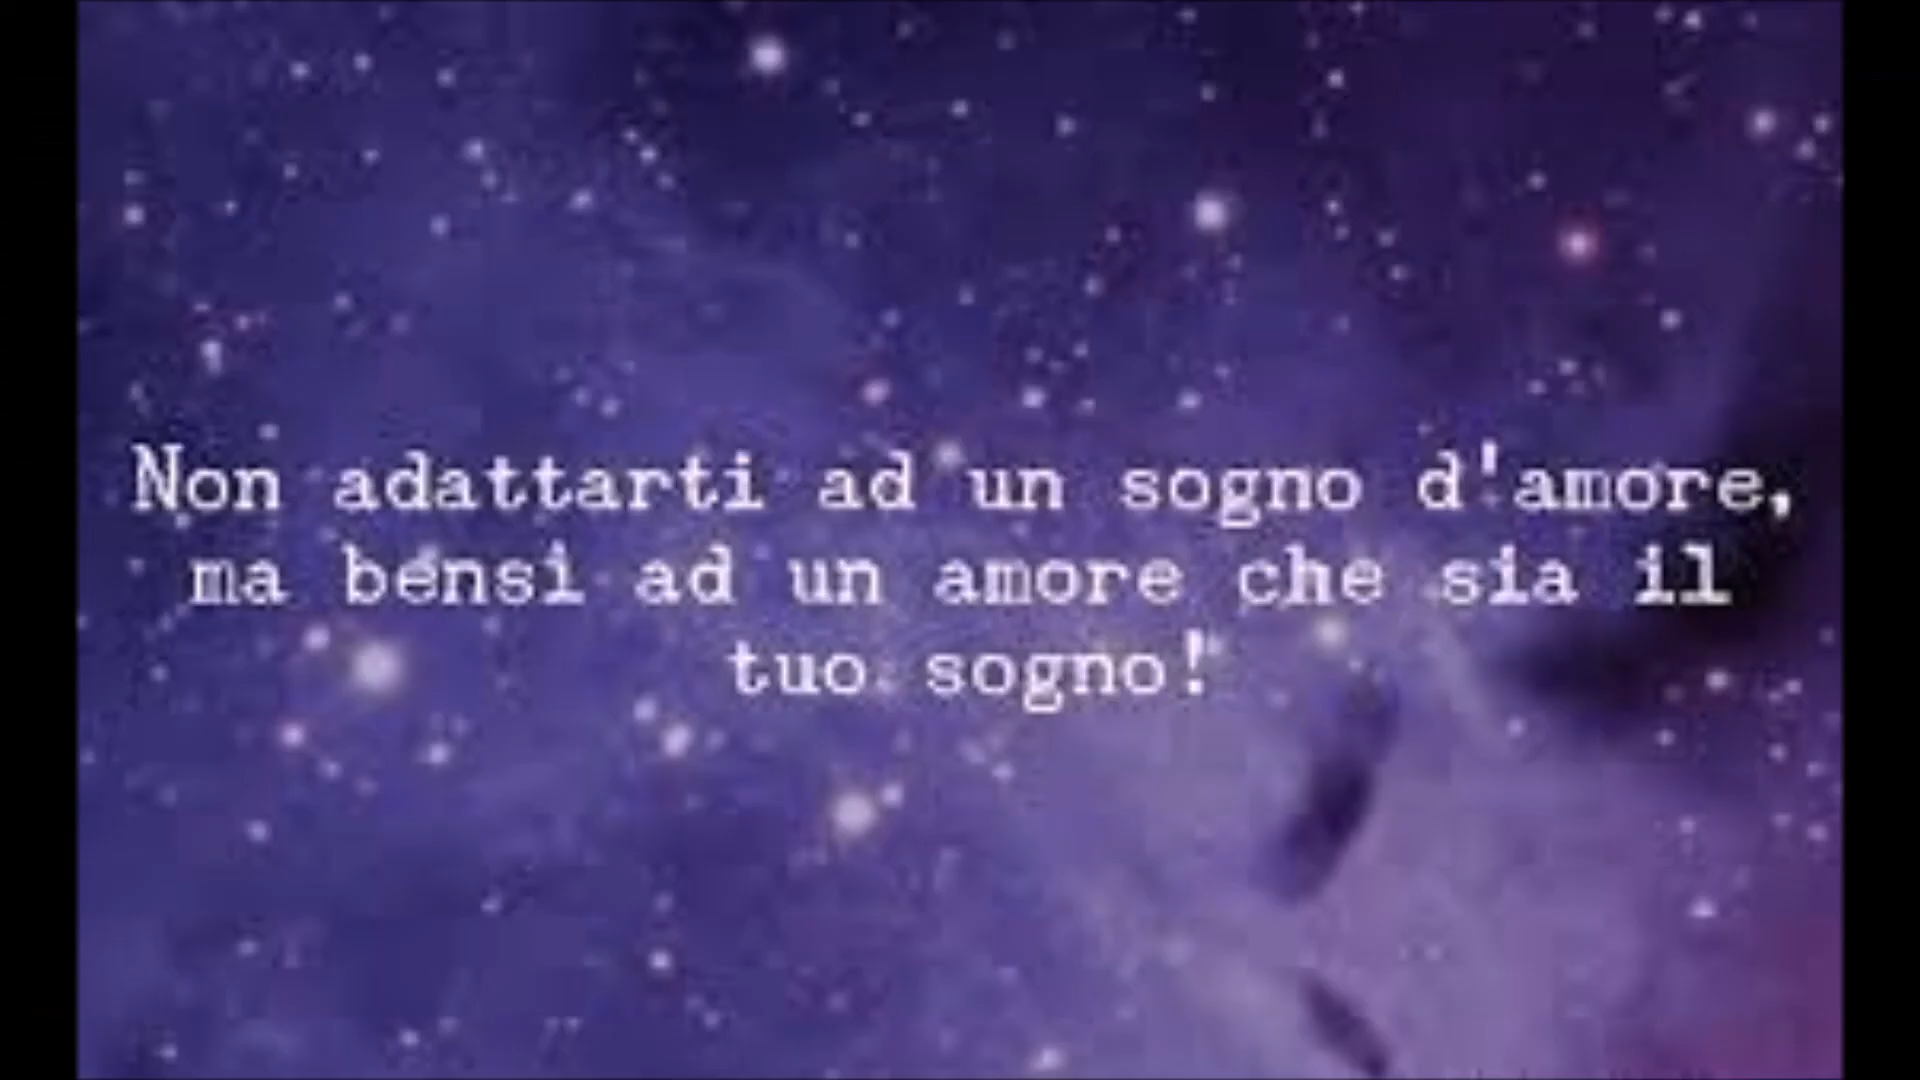 Non adattarti ad un sogno d'amore,
ma bensi ad un amore che sia il
tuo sogno!